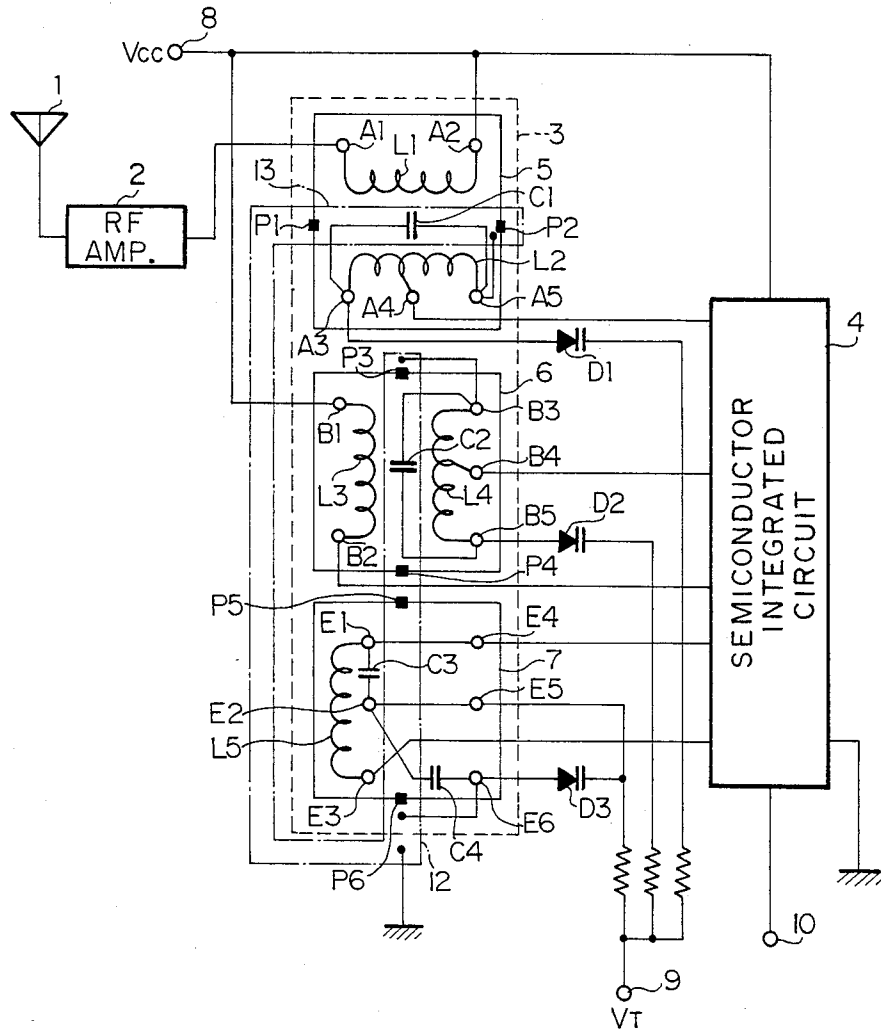 8
Vcc
1
A1
A2
3
L1
5
2
13
C1
RF
AMP.
P1
P2
L2
A3
A4
A5
4
P3
6
D1
B1
B3
C2
B4
L3
L4
B5
D2
B2
P4
P5
SEMICONDUCTOR
INTEGRATED
CIRCUIT
E1
E4
C3
7
E2
E5
L5
E3
E6
D3
P6
12
C4
10
9
VT